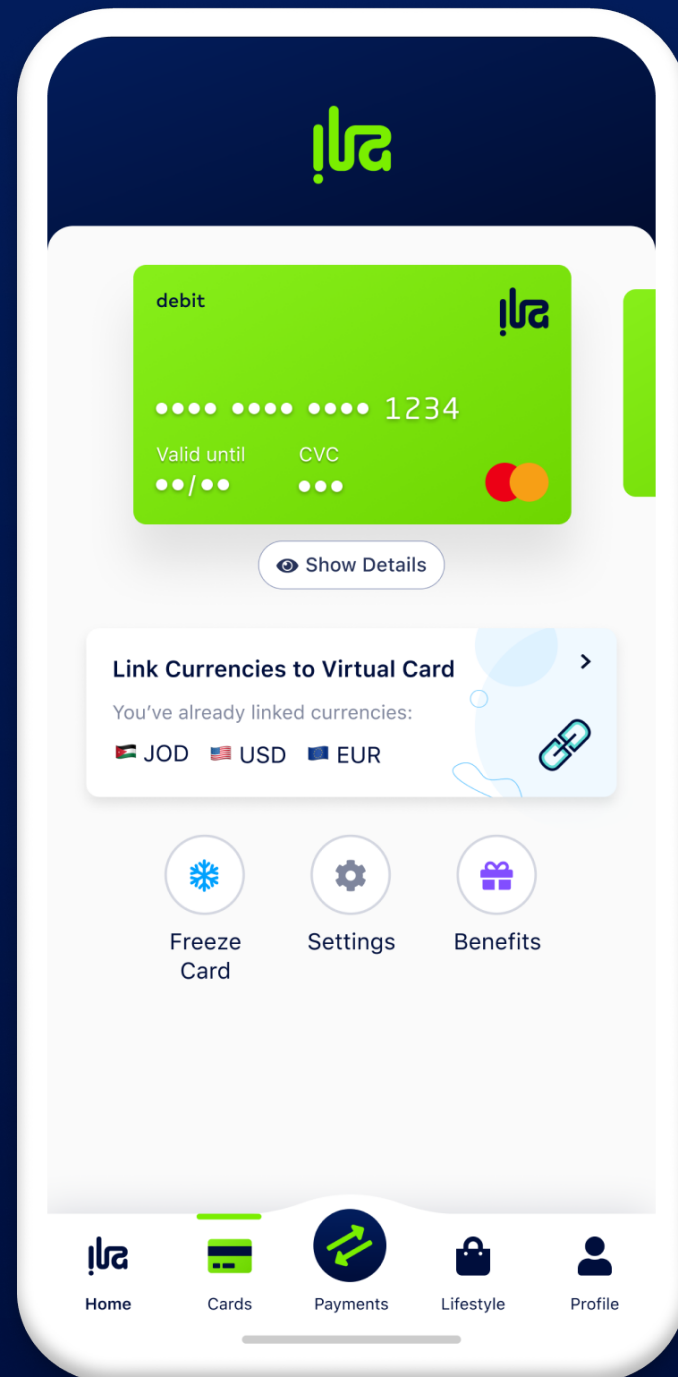 ila
debit
ila
•••• •••• •••• 1234
Valid until CVC
••/•• •••
Show Details
Link Currencies to Virtual Card
You've already linked currencies:
JOD USD EUR
Freeze
Card
Settings
Benefits
ila
Home
Cards
Payments
Lifestyle
Profile